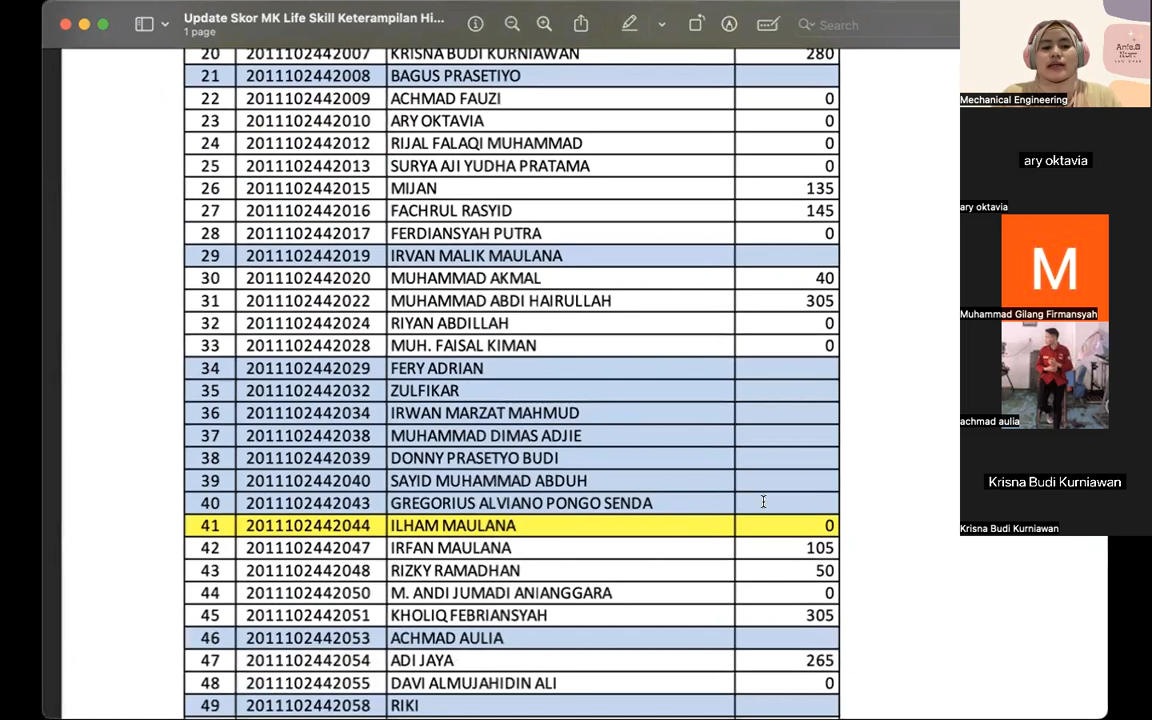 Update Skor MK Life Skill Keterampilan Hi...
1 page
Search
20 2011102442007 KRISNA BUDI KURNIAWAN 280
21 2011102442008 BAGUS PRASETIYO
22 2011102442009 ACHMAD FAUZI 0
23 2011102442010 ARY OKTAVIA 0
24 2011102442012 RIJAL FALAQI MUHAMMAD 0
25 2011102442013 SURYA AJI YUDHA PRATAMA 0
26 2011102442015 MIJAN 135
27 2011102442016 FACHRUL RASYID 145
28 2011102442017 FERDIANSYAH PUTRA 0
29 2011102442019 IRVAN MALIK MAULANA
30 2011102442020 MUHAMMAD AKMAL 40
31 2011102442022 MUHAMMAD ABDI HAIRULLAH 305
32 2011102442024 RIYAN ABDILLAH 0
33 2011102442028 MUH. FAISAL KIMAN 0
34 2011102442029 FERY ADRIAN
35 2011102442032 ZULFIKAR
36 2011102442034 IRWAN MARZAT MAHMUD
37 2011102442038 MUHAMMAD DIMAS ADJIE
38 2011102442039 DONNY PRASETYO BUDI
39 2011102442040 SAYID MUHAMMAD ABDUH
40 2011102442043 GREGORIUS ALVIANO PONGO SENDA
41 2011102442044 ILHAM MAULANA 0
42 2011102442047 IRFAN MAULANA 105
43 2011102442048 RIZKY RAMADHAN 50
44 2011102442050 M. ANDI JUMADI ANIANGGARA 0
45 2011102442051 KHOLIQ FEBRIANSYAH 305
46 2011102442053 ACHMAD AULIA
47 2011102442054 ADI JAYA 265
48 2011102442055 DAVI ALMUJAHIDIN ALI 0
49 2011102442058 RIKI
Mechanical Engineering
ary oktavia
ary oktavia
M
Muhammad Gilang Firmansyah
achmad aulia
Krisna Budi Kurniawan
Krisna Budi Kurniawan